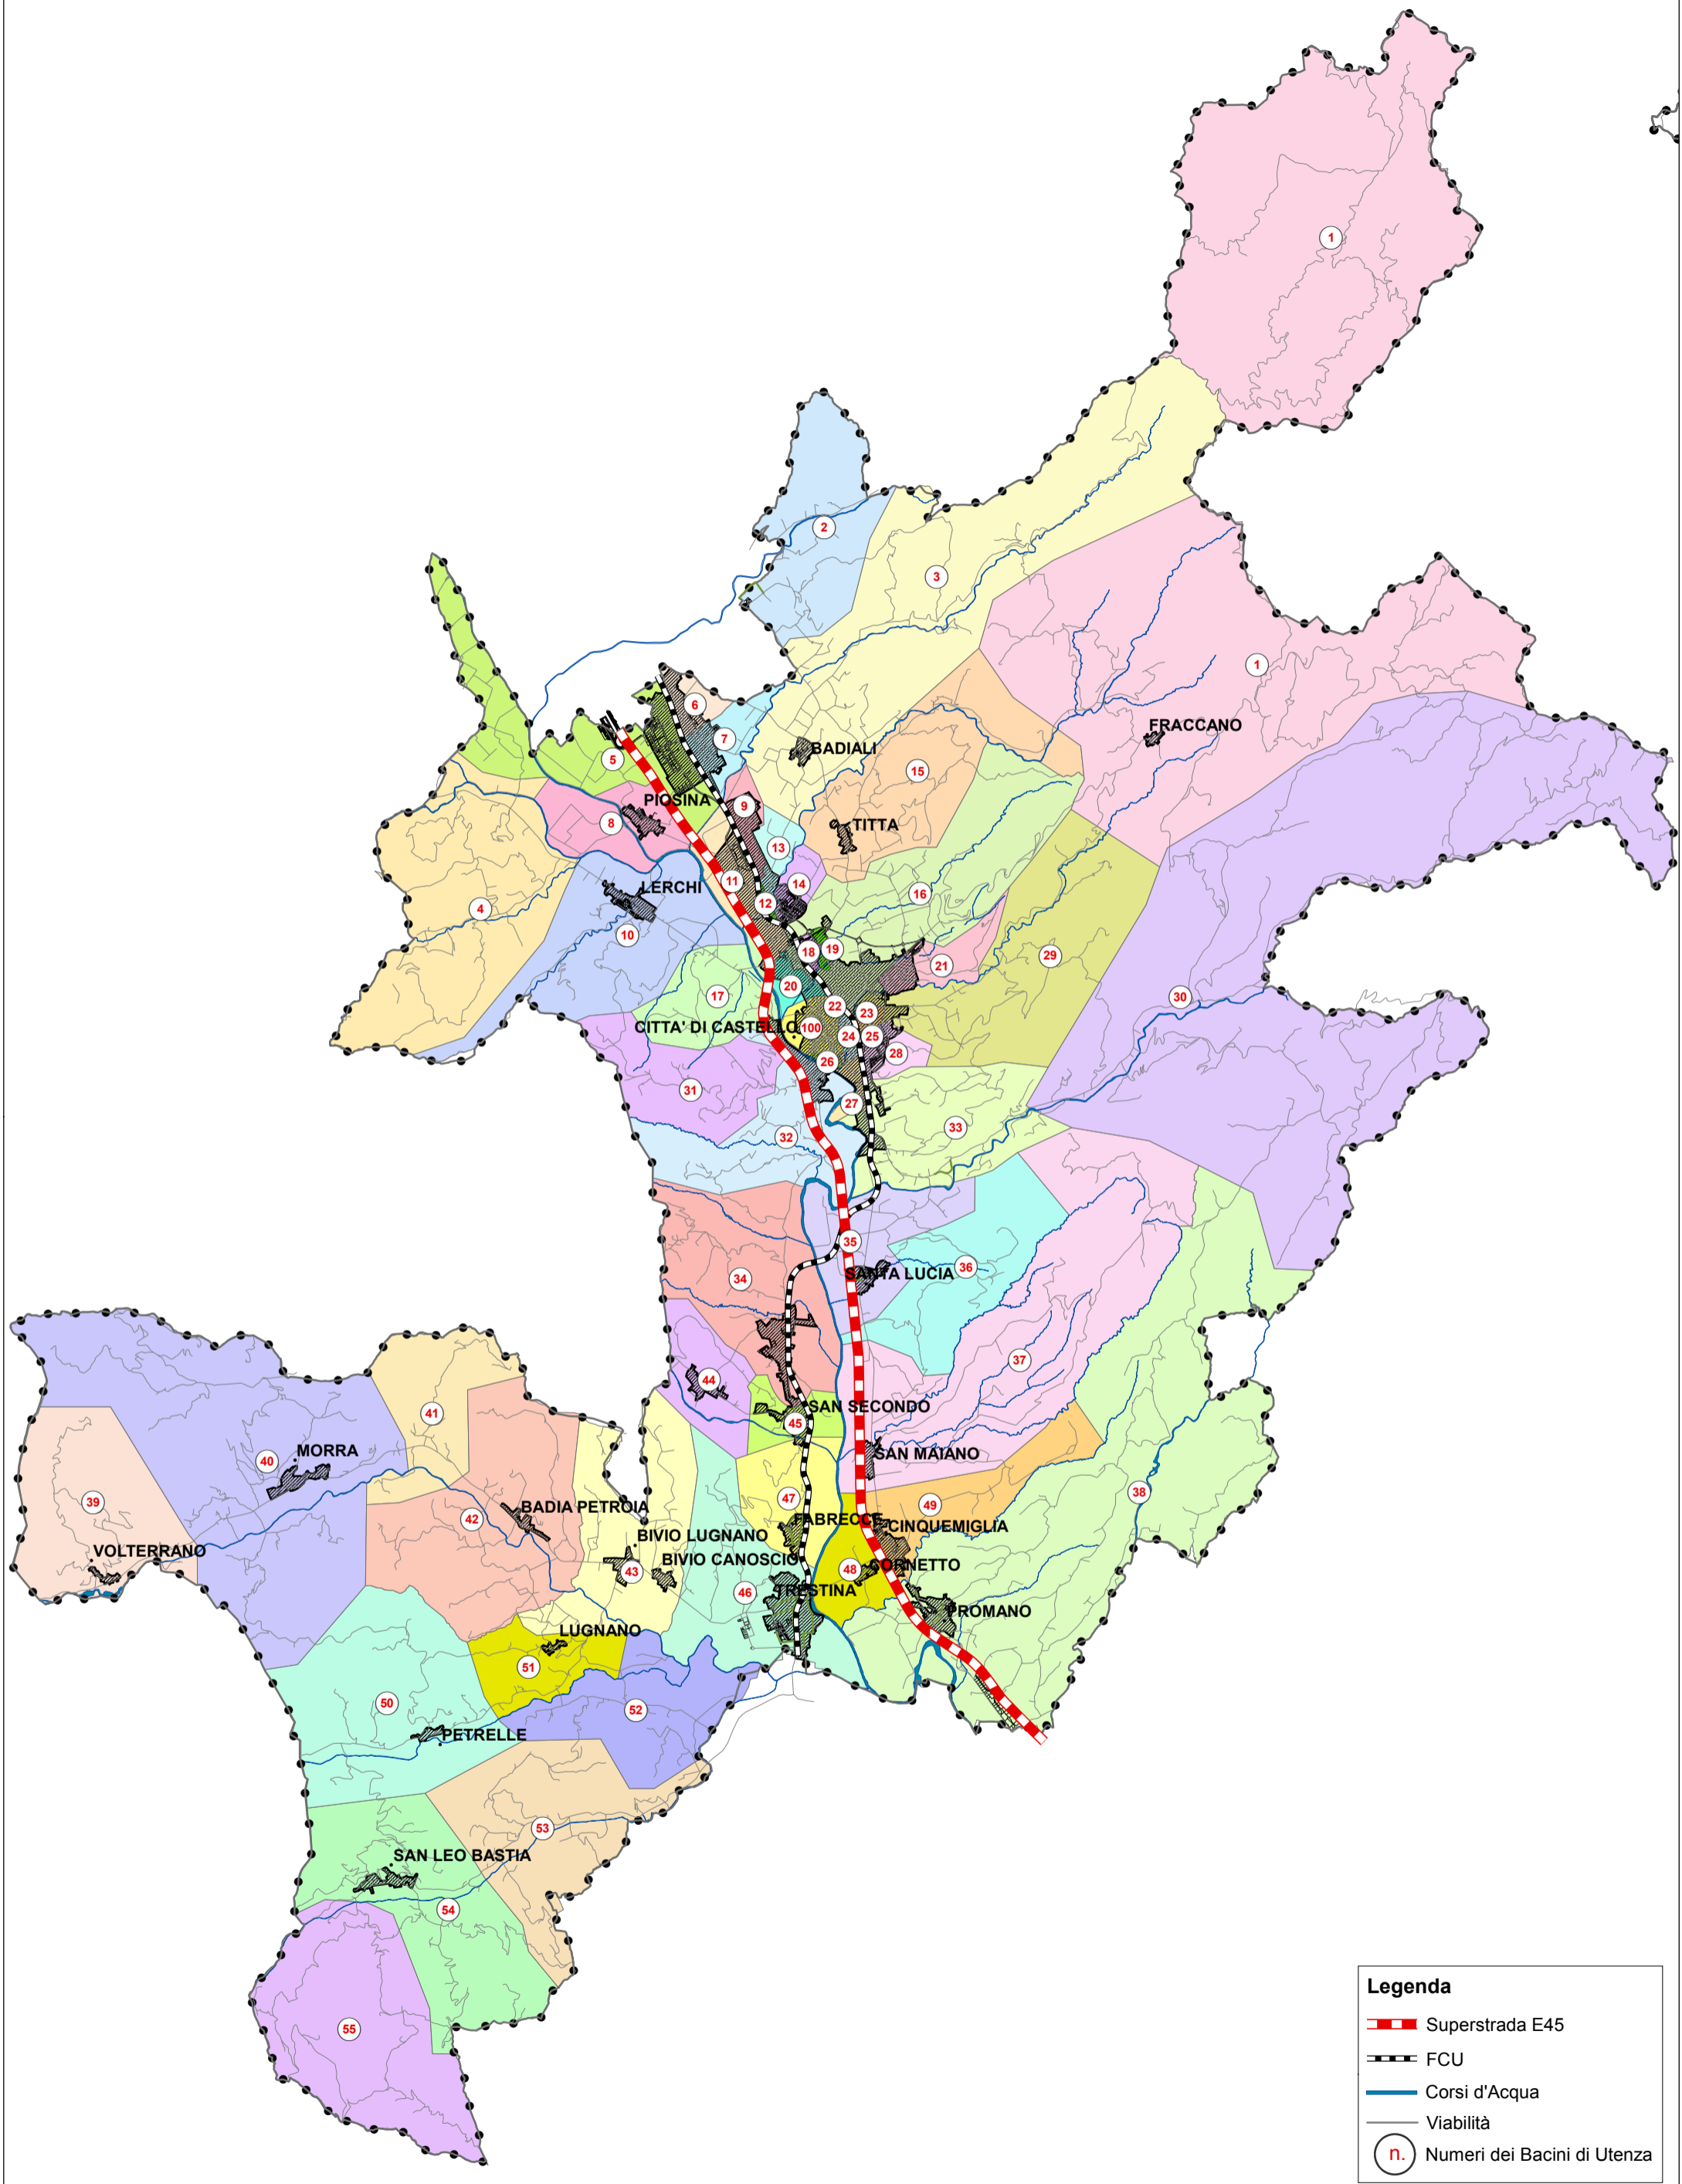 1
2
3
1
6
FRACCANO
7
BADIALI
5
15
PIOSINA
9
8
TITTA
13
11
14
LERCHI
16
12
4
10
18
19
29
21
20
17
30
22
23
CITTA' DI CASTELLO
100
24
25
28
26
31
27
33
32
35
36
SANTA LUCIA
34
37
44
SAN SECONDO
41
45
MORRA
SAN MAIANO
40
38
39
47
49
BADIA PETROIA
42
FABRECCE
CINQUEMIGLIA
BIVIO LUGNANO
VOLTERRANO
BIVIO CANOSCIO
CORNETTO
43
48
46
TRESTINA
PROMANO
LUGNANO
51
50
52
PETRELLE
53
SAN LEO BASTIA
54
55
Legenda
Superstrada E45
FCU
Corsi d'Acqua
Viabilità
n. Numeri dei Bacini di Utenza